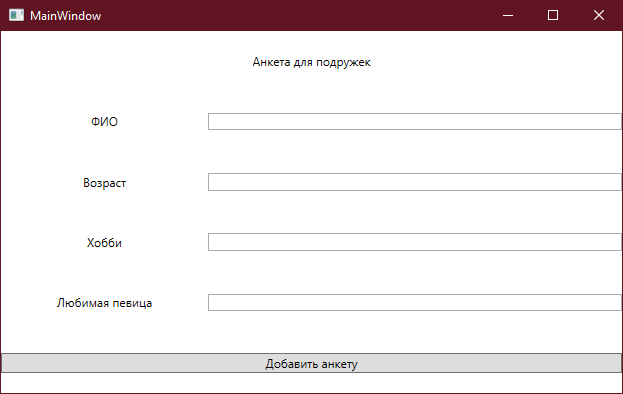 MainWindow
Анкета для подружек
ФИО
Возраст
Хобби
Любимая певица
Добавить анкету